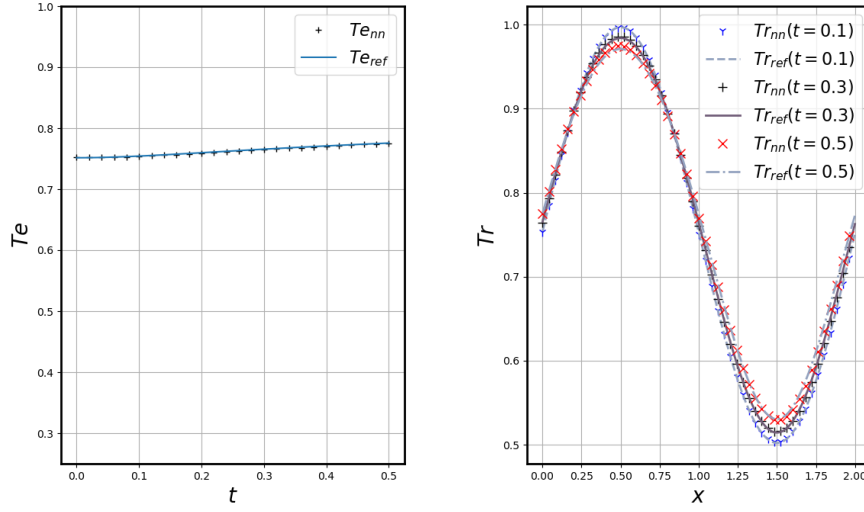 1.0
0.9
0.8
0.7
0.6
0.5
0.4
0.3
Te
0.0 0.1 0.2 0.3 0.4 0.5
t
Te_nn
Te_ref
1.0
0.9
0.8
0.7
0.6
0.5
Tr
0.00 0.25 0.50 0.75 1.00 1.25 1.50 1.75 2.00
x
Tr_nn(t = 0.1)
Tr_ref(t = 0.1)
Tr_nn(t = 0.3)
Tr_ref(t = 0.3)
Tr_nn(t = 0.5)
Tr_ref(t = 0.5)